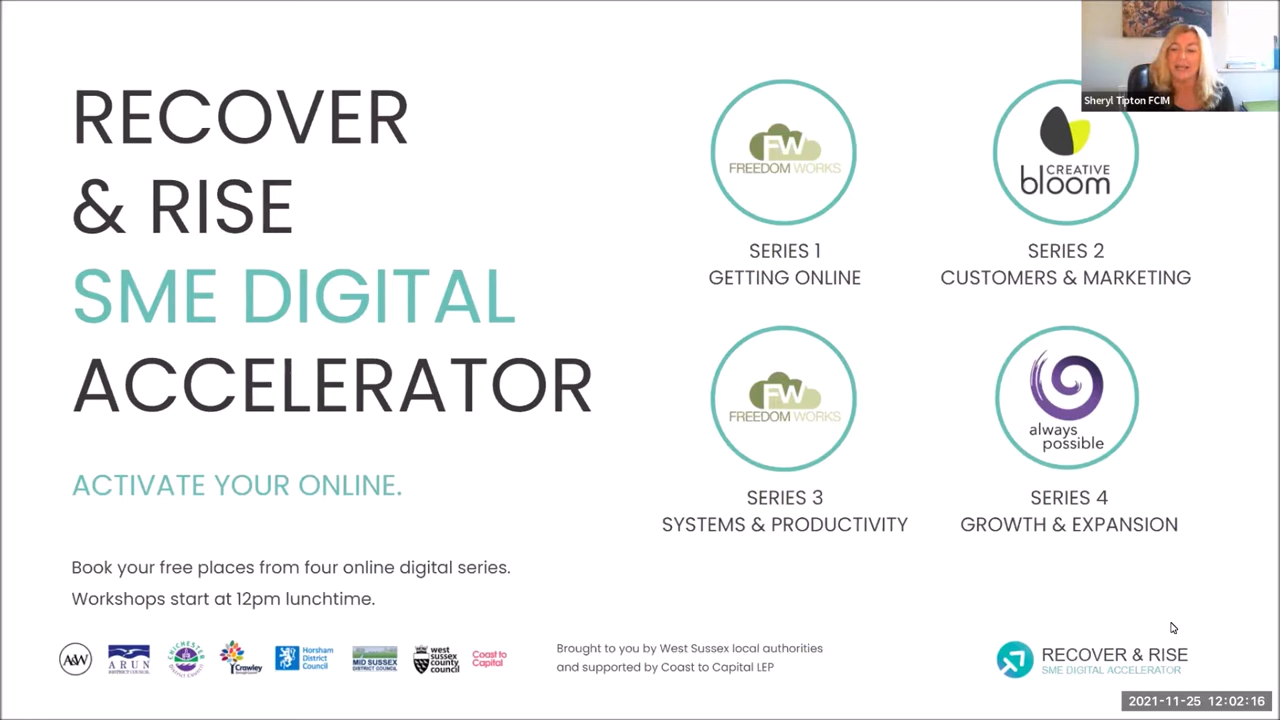 RECOVER
& RISE
SME DIGITAL
ACCELERATOR
ACTIVATE YOUR ONLINE.
Book your free places from four online digital series.
Workshops start at 12pm lunchtime.
Sheryl Tipton FCIM
FW
FREEDOM WORKS
SERIES 1
GETTING ONLINE
CREATIVE
bloom
SERIES 2
CUSTOMERS & MARKETING
FW
FREEDOM WORKS
SERIES 3
SYSTEMS & PRODUCTIVITY
always
possible
SERIES 4
GROWTH & EXPANSION
A&W
ARUN
DISTRICT COUNCIL
CHICHESTER
District Council
Crawley
Horsham
District
Council
MID SUSSEX
DISTRICT COUNCIL
west
sussex
county
council
Coast to
Capital
Brought to you by West Sussex local authorities
and supported by Coast to Capital LEP
RECOVER & RISE
SME DIGITAL ACCELERATOR
2021-11-25 12:02:16